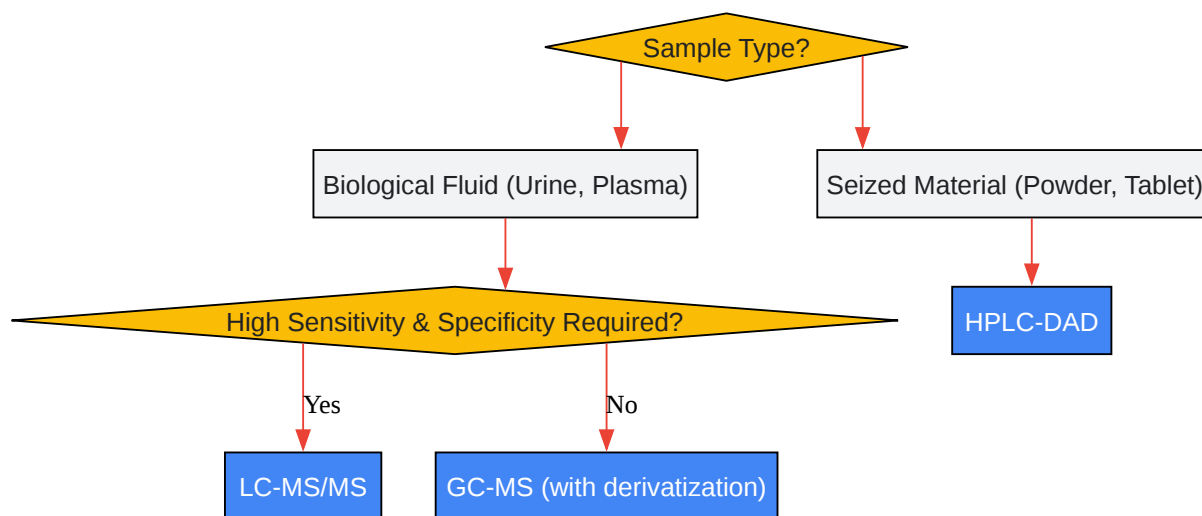 Sample Type?
Biological Fluid (Urine, Plasma)
Seized Material (Powder, Tablet)
High Sensitivity & Specificity Required?
HPLC-DAD
Yes
No
LC-MS/MS
GC-MS (with derivatization)